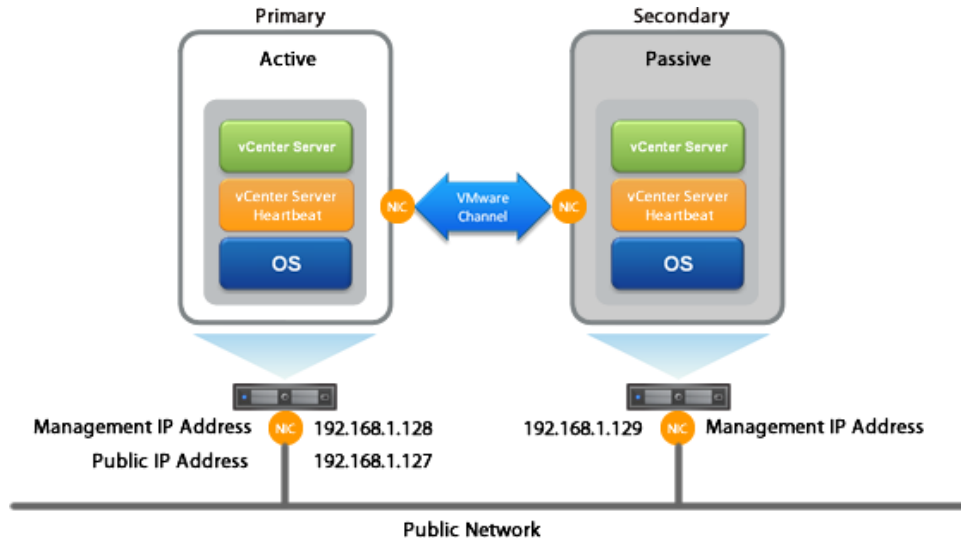 Primary
Secondary
Active
Passive
vCenter Server
vCenter Server
Heartbeat
OS
NIC
VMware
Channel
NIC
vCenter Server
vCenter Server
Heartbeat
OS
Management IP Address
NIC
192.168.1.128
Public IP Address
192.168.1.127
192.168.1.129
NIC
Management IP Address
Public Network